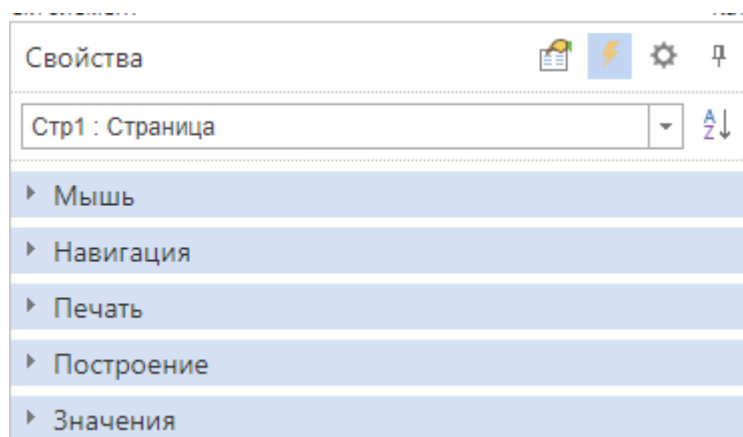 Свойства
Стр1 : Страница
Мышь
Навигация
Печать
Построение
Значения